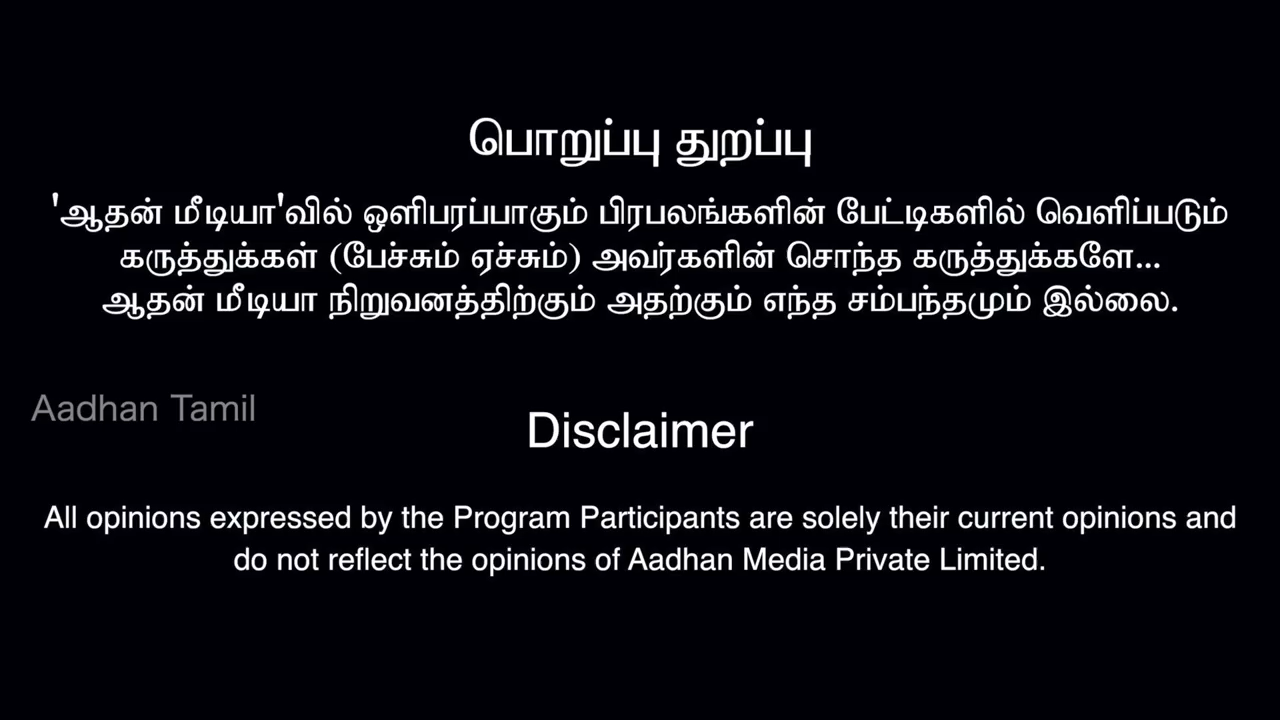 பொறுப்பு துறப்பு
'ஆதன் மீடியா'வில் ஒளிபரப்பாகும் பிரபலங்களின் பேட்டிகளில் வெளிப்படும்
கருத்துக்கள் (பேச்சும் ஏச்சும்) அவர்களின் சொந்த கருத்துக்களே...
ஆதன் மீடியா நிறுவனத்திற்கும் அதற்கும் எந்த சம்பந்தமும் இல்லை.
Aadhan Tamil
Disclaimer
All opinions expressed by the Program Participants are solely their current opinions and
do not reflect the opinions of Aadhan Media Private Limited.